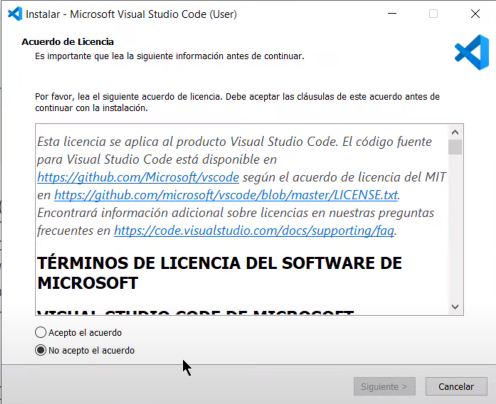 Instalar - Microsoft Visual Studio Code (User)
Acuerdo de Licencia
Es importante que lea la siguiente información antes de continuar.
Por favor, lea el siguiente acuerdo de licencia. Debe aceptar las cláusulas de este acuerdo antes de
continuar con la instalación.
Esta licencia se aplica al producto Visual Studio Code. El código fuente
para Visual Studio Code está disponible en
https://github.com/Microsoft/vscode según el acuerdo de licencia del MIT
en https://github.com/microsoft/vscode/blob/master/LICENSE.txt.
Encontrará información adicional sobre licencias en nuestras preguntas
frecuentes en https://code.visualstudio.com/docs/supporting/faq.
TÉRMINOS DE LICENCIA DEL SOFTWARE DE
MICROSOFT
VISUAL STUDIO CODE DE MICROSOFT
Acepto el acuerdo
No acepto el acuerdo
Siguiente >
Cancelar